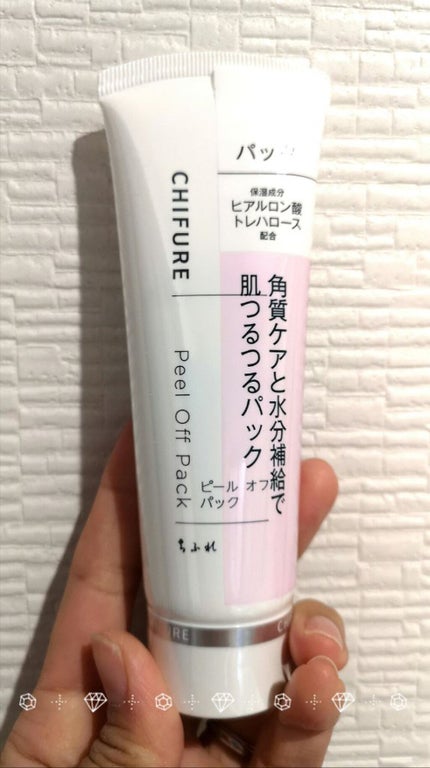 パック
保湿成分
ヒアルロン酸
トレハロース
配合
CHIFURE
Peel Off Pack
角質ケアと水分補給で
肌つるつるパック
ピール オフ
パック
ちふれ